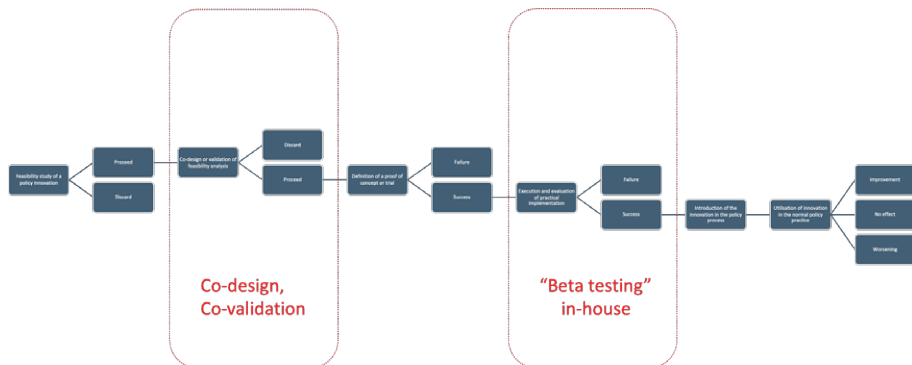 Feasibility study of a
policy innovation
Proceed
Discard
Co-design or validation of
feasibility analysis
Discard
Proceed
Definition of a proof of
concept or trial
Failure
Success
Execution and evaluation
of practical
implementation
Failure
Success
Introduction of the
innovation in the policy
process
Utilisation of innovation
in the normal policy
practice
Improvement
No effect
Worsening
Co-design,
Co-validation
“Beta testing”
in-house